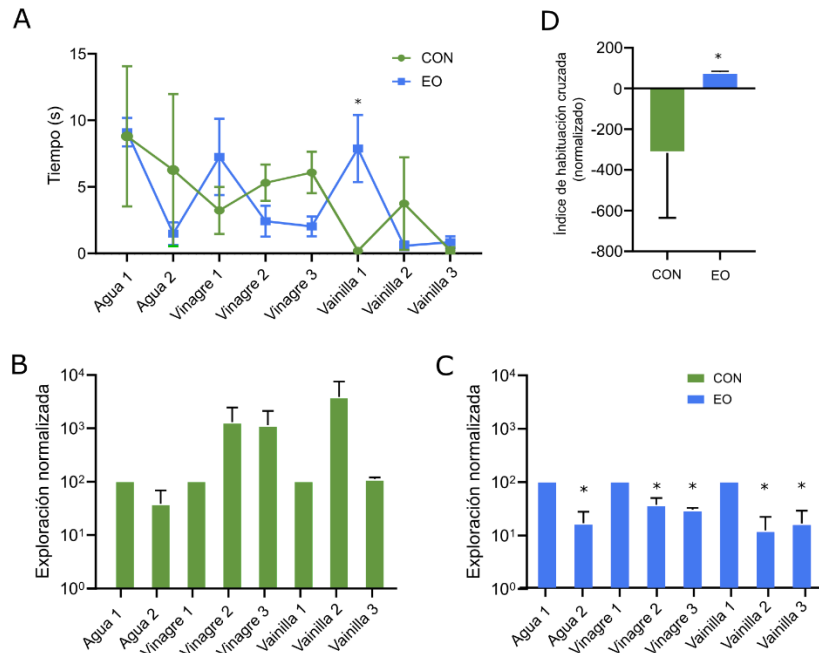 A
15
10
5
0
Tiempo (s)
CON
EO
*
Agua 1
Agua 2
Vinagre 1
Vinagre 2
Vinagre 3
Vainilla 1
Vainilla 2
Vainilla 3
D
200
0
-200
-400
-600
-800
Índice de habituación cruzada
(normalizado)
*
CON
EO
B
10⁴
10³
10²
10¹
10⁰
Exploración normalizada
Agua 1
Agua 2
Vinagre 1
Vinagre 2
Vinagre 3
Vainilla 1
Vainilla 2
Vainilla 3
C
10⁴
10³
10²
10¹
10⁰
Exploración normalizada
CON
EO
* * * * *
Agua 1
Agua 2
Vinagre 1
Vinagre 2
Vinagre 3
Vainilla 1
Vainilla 2
Vainilla 3